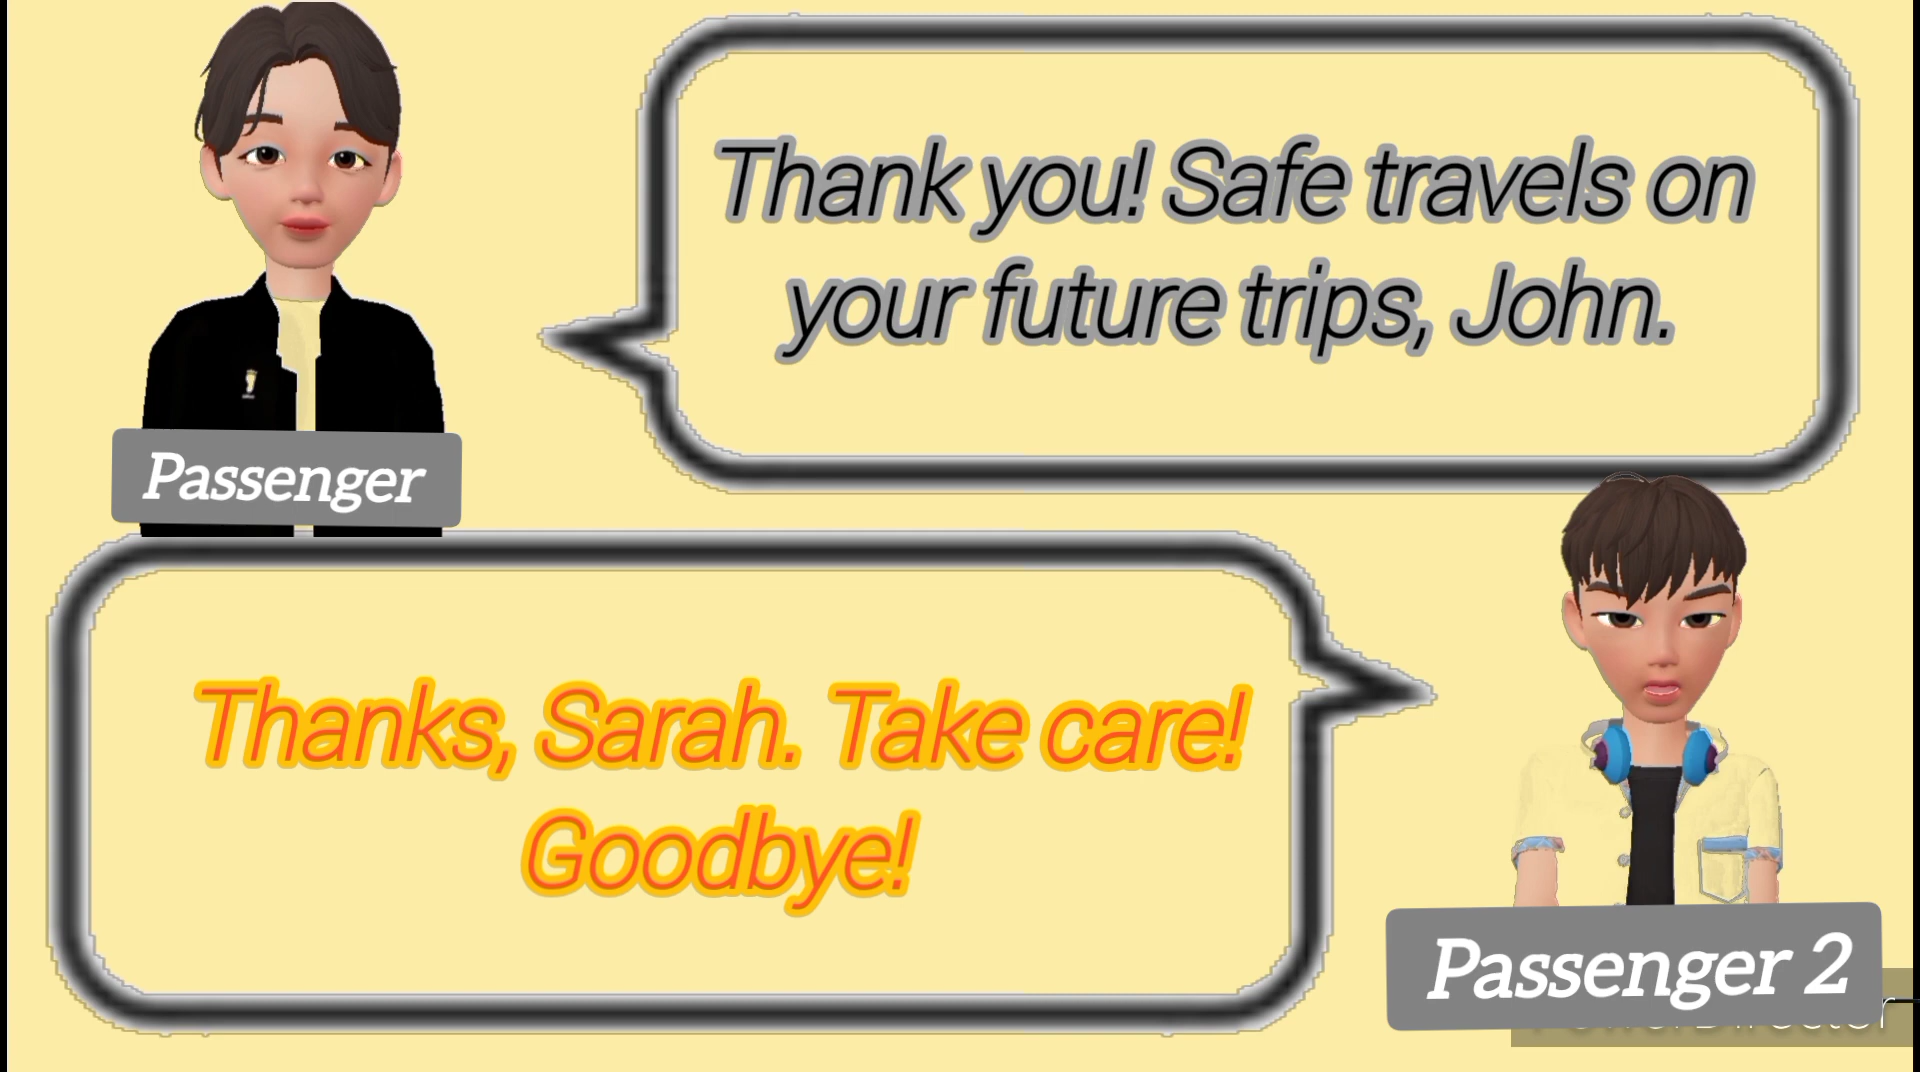 Thank you! Safe travels on
your future trips, John.
Passenger
Thanks, Sarah. Take care!
Goodbye!
Passenger 2